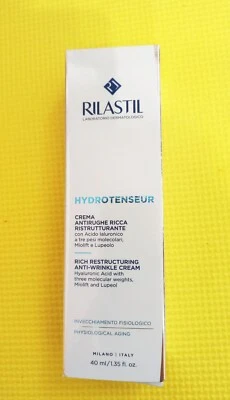 RILASTIL
LABORATORIO DERMATOLOGICO
HYDROTENSEUR
CREMA
ANTIRUGHE RICCA
RISTRUTTURANTE
con Acido Ialuronico
a tre pesi molecolari,
Mixilift e Lupeolo
RICH RESTRUCTURING
ANTI-WRINKLE CREAM
Hyaluronic Acid with
three molecular weights,
Mixilift and Lupeol
INVECCHIAMENTO FISIOLOGICO
PHYSIOLOGICAL AGING
MILANO | ITALY
40 ml/1.35 fl. oz.